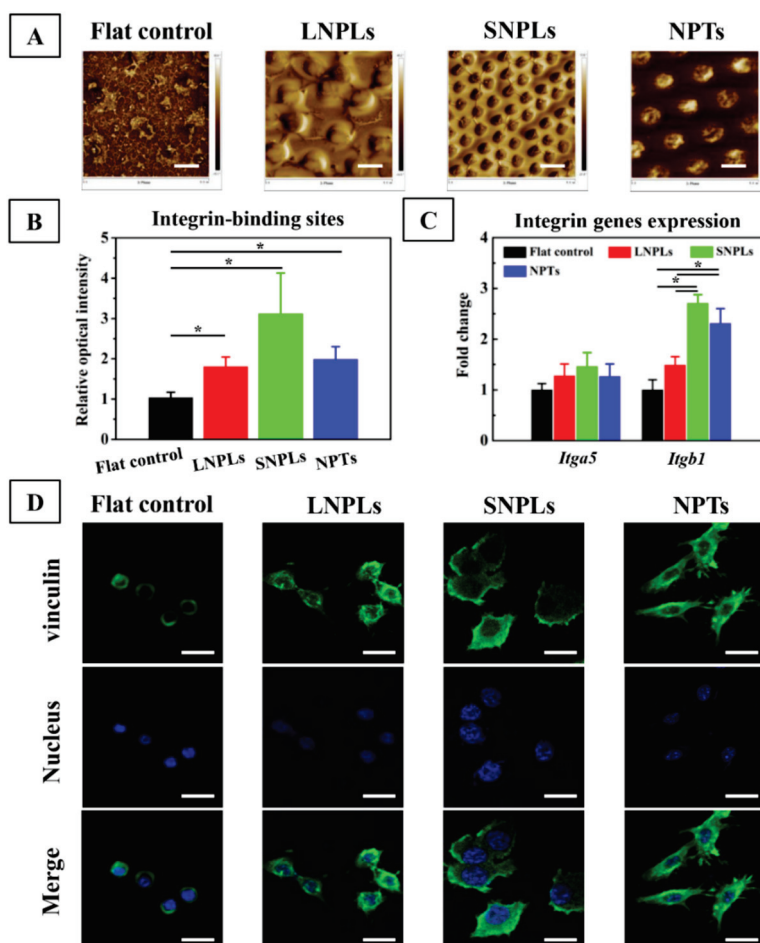 A
Flat control
LNPLs
SNPLs
NPTs
B
Integrin-binding sites
Relative optical intensity
5
4
3
2
1
0
*
*
*
Flat control
LNPLs
SNPLs
NPTs
C
Integrin genes expression
Fold change
4
3
2
1
0
Flat control
LNPLs
SNPLs
NPTs
*
*
Itga5
Itgb1
D
Flat control
LNPLs
SNPLs
NPTs
vinculin
Nucleus
Merge